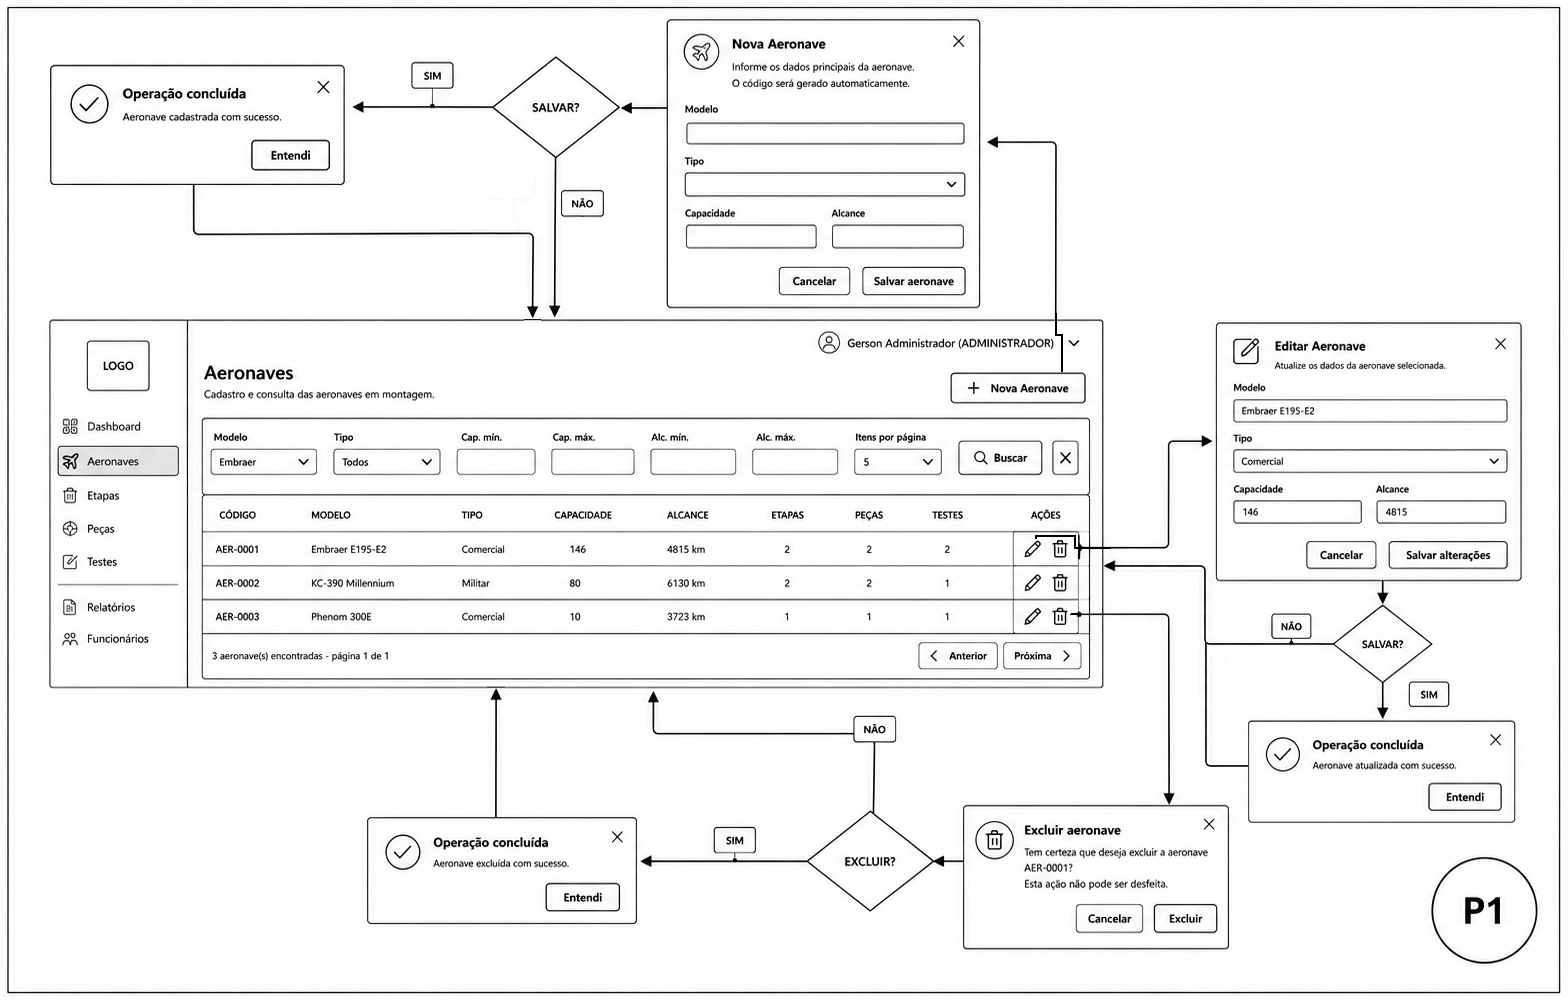 Nova Aeronave
Informe os dados principais da aeronave.
O código será gerado automaticamente.
Modelo
Tipo
Capacidade Alcance
Cancelar Salvar aeronave
SALVAR?
SIM
NÃO
Operação concluída
Aeronave cadastrada com sucesso.
Entendi
LOGO
Dashboard
Aeronaves
Etapas
Peças
Testes
Relatórios
Funcionários
Gerson Administrador (ADMINISTRADOR)
Aeronaves
Cadastro e consulta das aeronaves em montagem.
+ Nova Aeronave
Modelo Tipo Cap. mín. Cap. máx. Alc. mín. Alc. máx. Itens por página
Embraer Todos 5 Buscar
CÓDIGO MODELO TIPO CAPACIDADE ALCANCE ETAPAS PEÇAS TESTES AÇÕES
AER-0001 Embraer E195-E2 Comercial 146 4815 km 2 2 2
AER-0002 KC-390 Millennium Militar 80 6130 km 2 2 1
AER-0003 Phenom 300E Comercial 10 3723 km 1 1 1
3 aeronave(s) encontradas - página 1 de 1
Anterior Próxima
Editar Aeronave
Atualize os dados da aeronave selecionada.
Modelo
Embraer E195-E2
Tipo
Comercial
Capacidade Alcance
146 4815
Cancelar Salvar alterações
SALVAR?
NÃO
SIM
Operação concluída
Aeronave atualizada com sucesso.
Entendi
Excluir aeronave
Tem certeza que deseja excluir a aeronave
AER-0001?
Esta ação não pode ser desfeita.
Cancelar Excluir
EXCLUIR?
NÃO
SIM
Operação concluída
Aeronave excluida com sucesso.
Entendi
P1